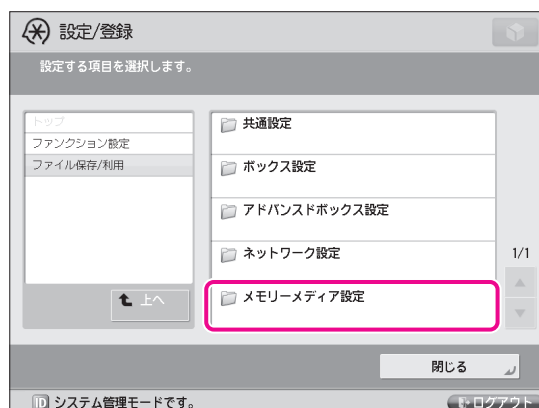 設定/登録
設定する項目を選択します。
トップ
ファンクション設定
ファイル保存/利用
上へ
共通設定
ボックス設定
アドバンスドボックス設定
ネットワーク設定
メモリーメディア設定
1/1
閉じる
ID システム管理モードです。
ログアウト